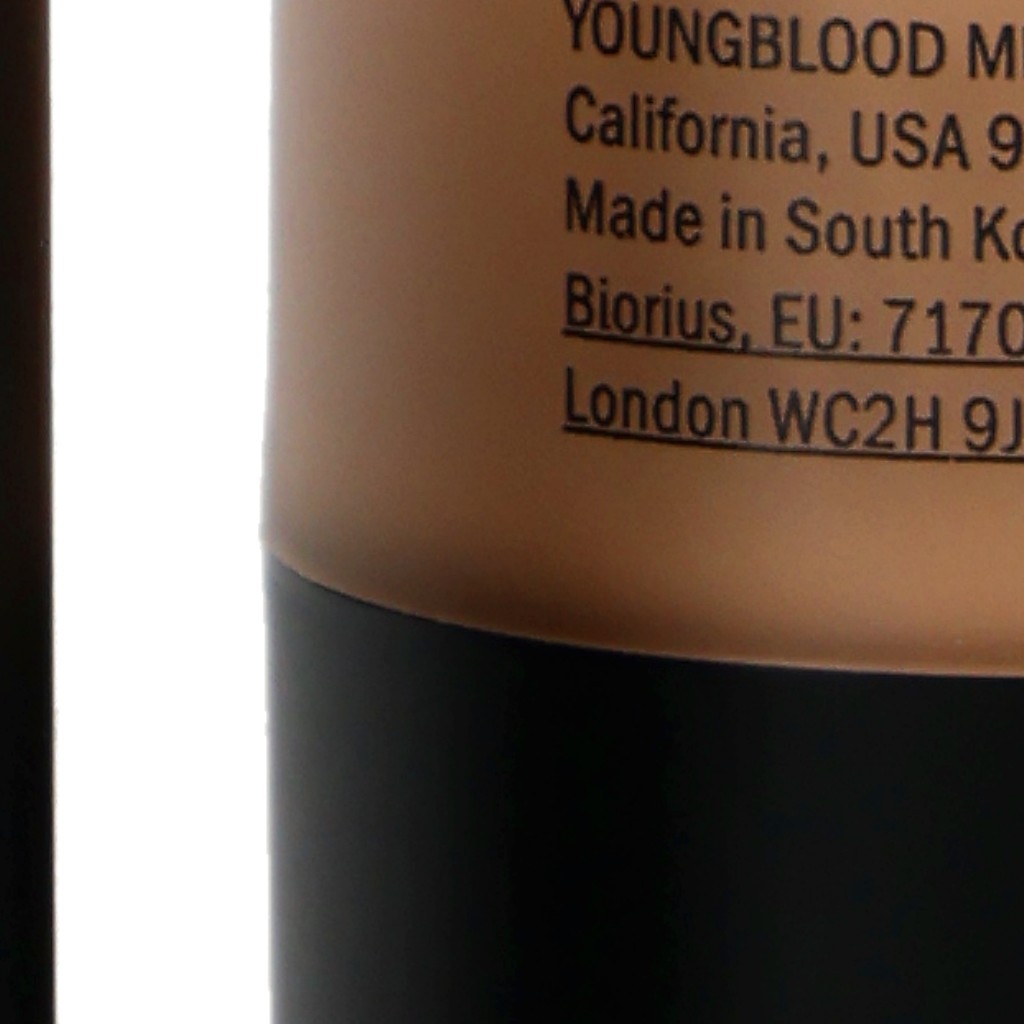 YOUNGBLOOD
California, USA 9
Made in South
Biorius, EU: 7170
London WC2H 9J